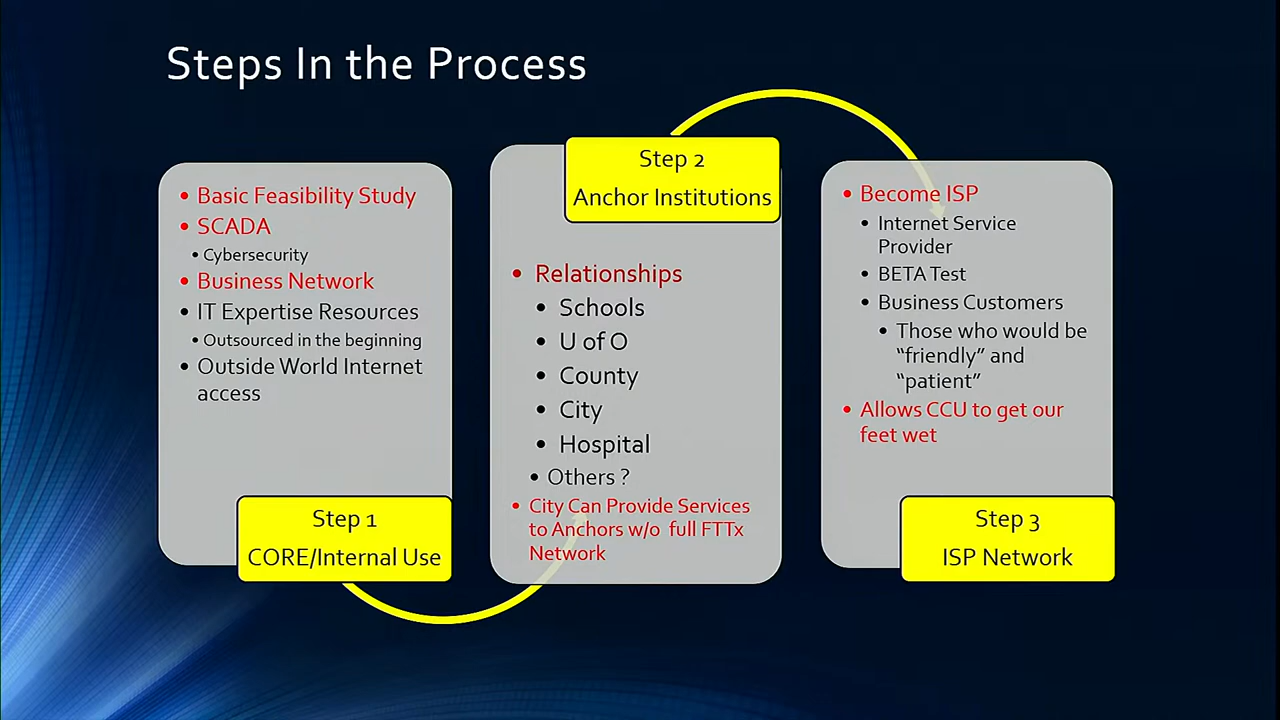 Steps In the Process
• Basic Feasibility Study
• SCADA
• Cybersecurity
• Business Network
• IT Expertise Resources
• Outsourced in the beginning
• Outside World Internet
access
Step 1
CORE/Internal Use
Step 2
Anchor Institutions
• Relationships
• Schools
• U of O
• County
• City
• Hospital
• Others ?
• City Can Provide Services
to Anchors w/o full FTTx
Network
• Become ISP
• Internet Service
Provider
• BETA Test
• Business Customers
• Those who would be
“friendly” and
“patient”
• Allows CCU to get our
feet wet
Step 3
ISP Network